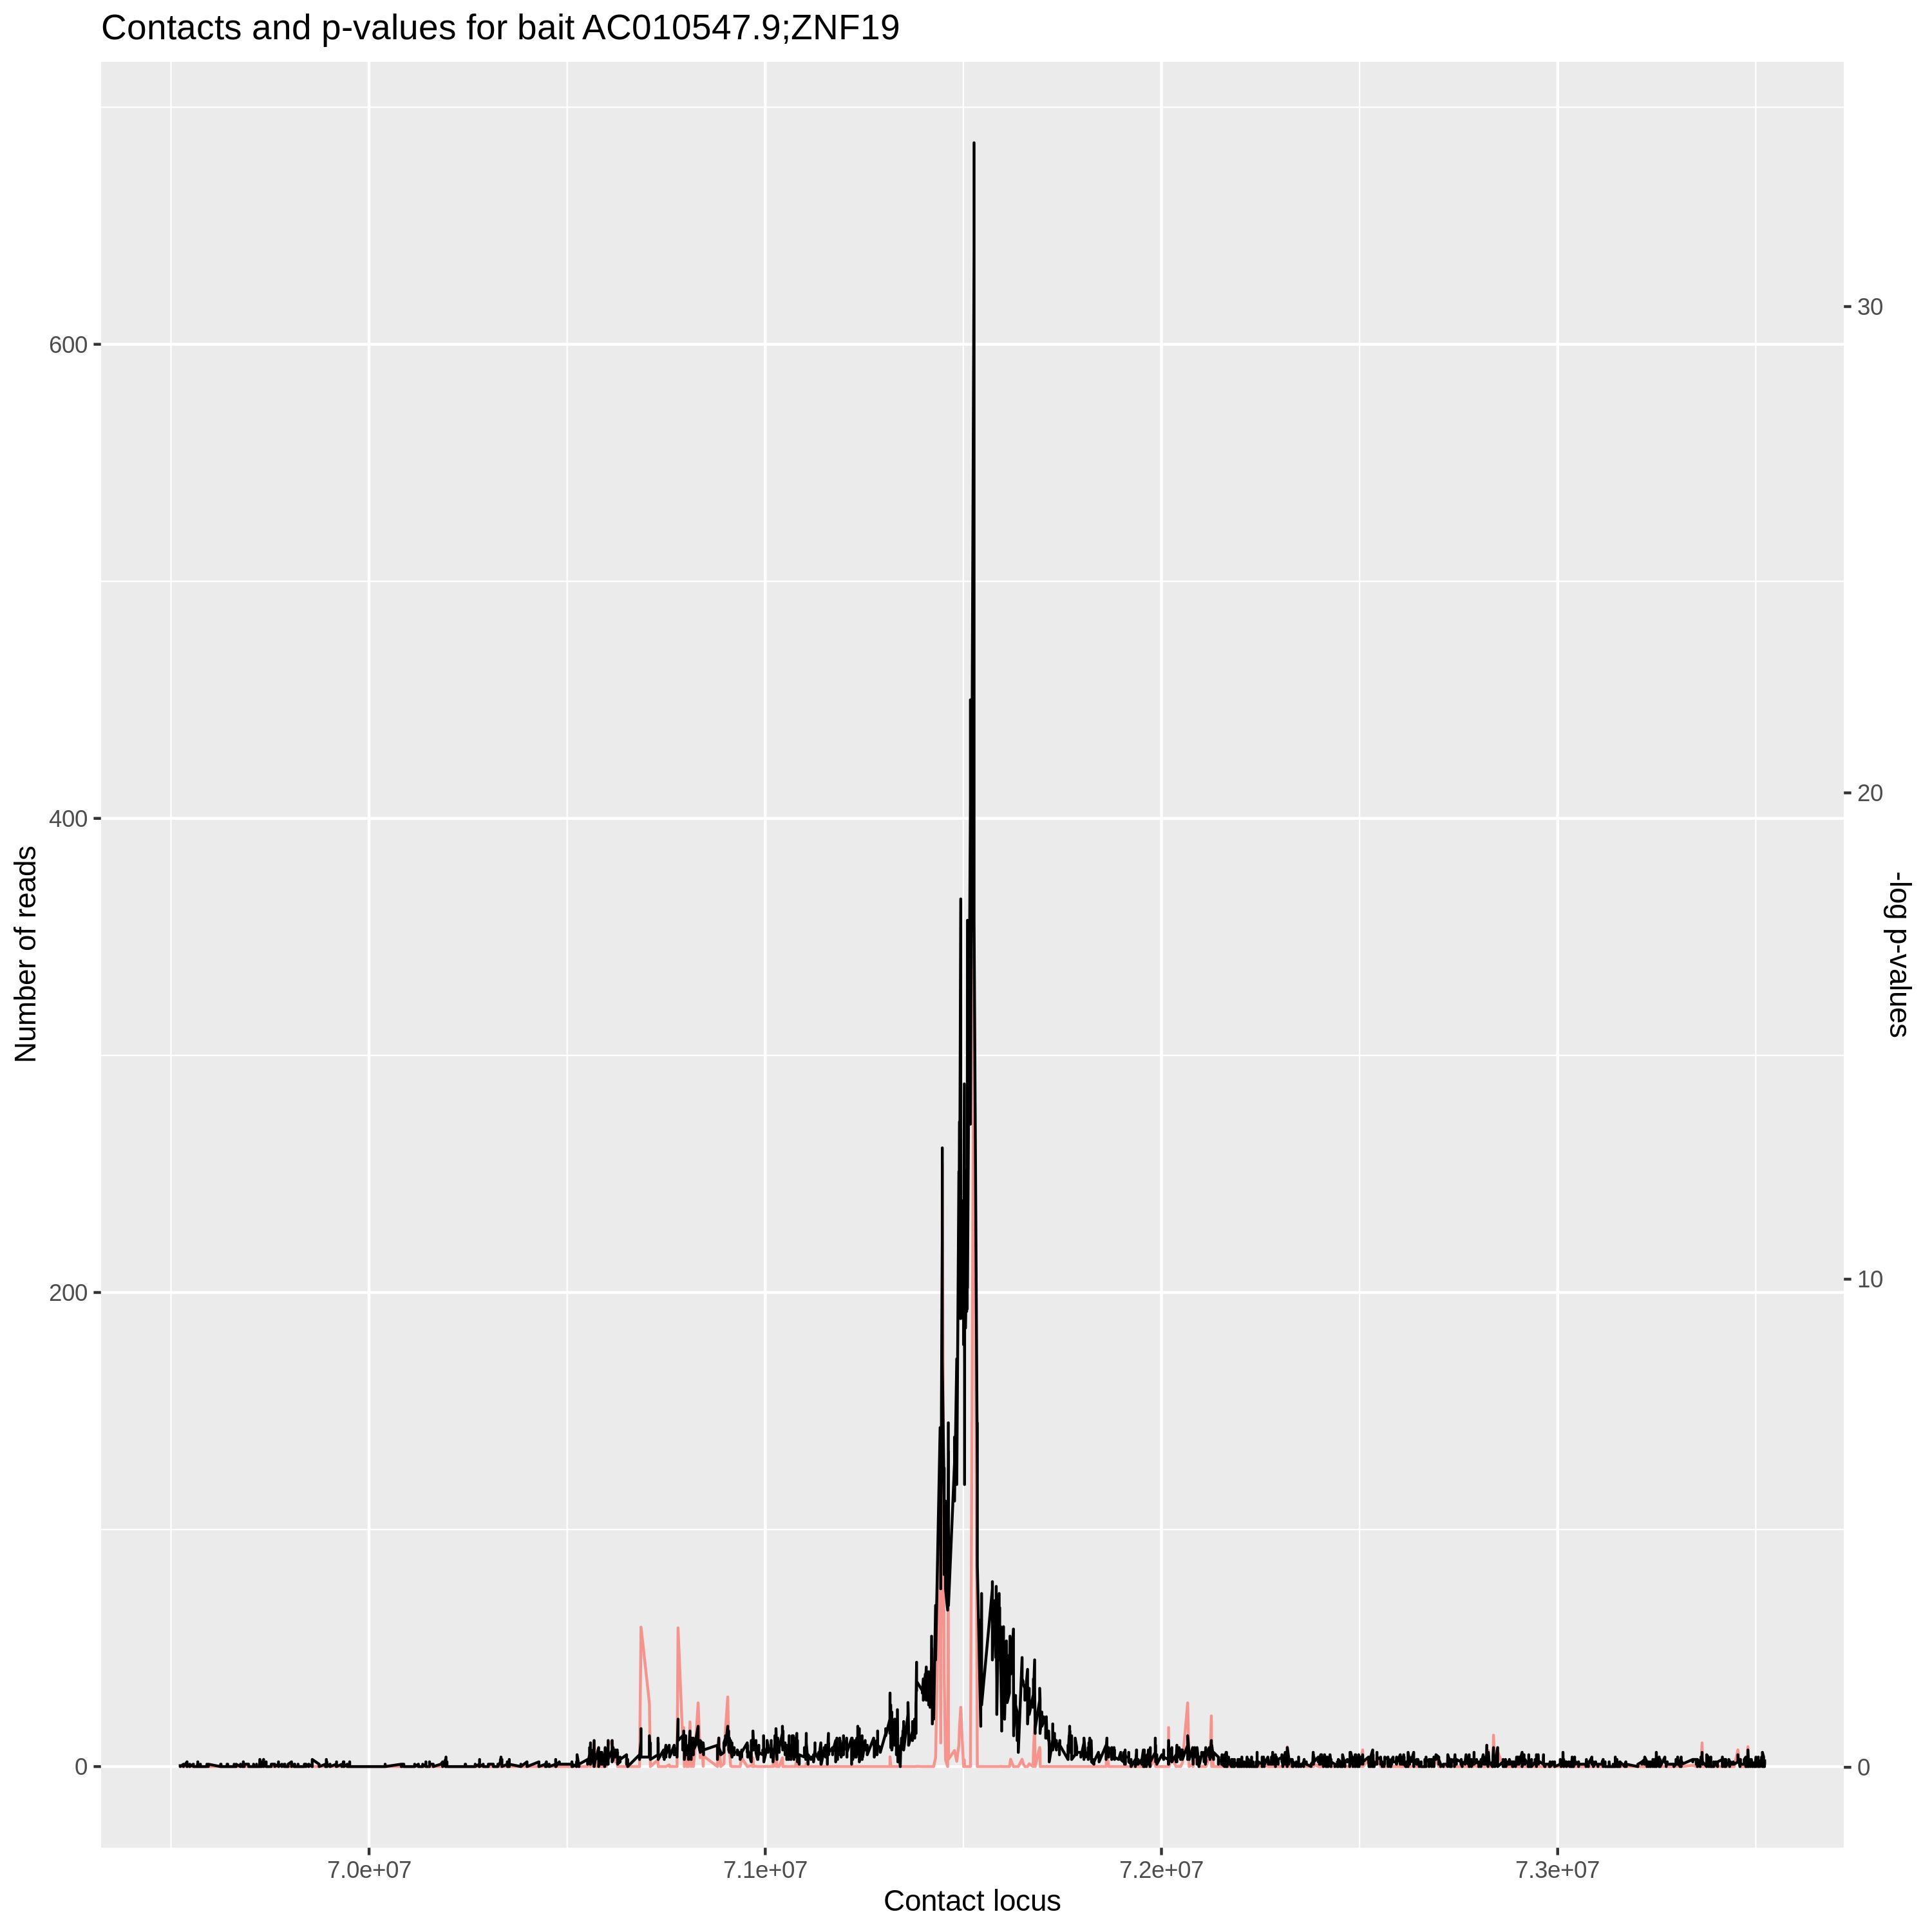 Contacts and p-values for bait AC010547.9;ZNF19
600
400
200
0
Number of reads
30
20
10
0
-log p-values
7.0e+07
7.1e+07
7.2e+07
7.3e+07
Contact locus